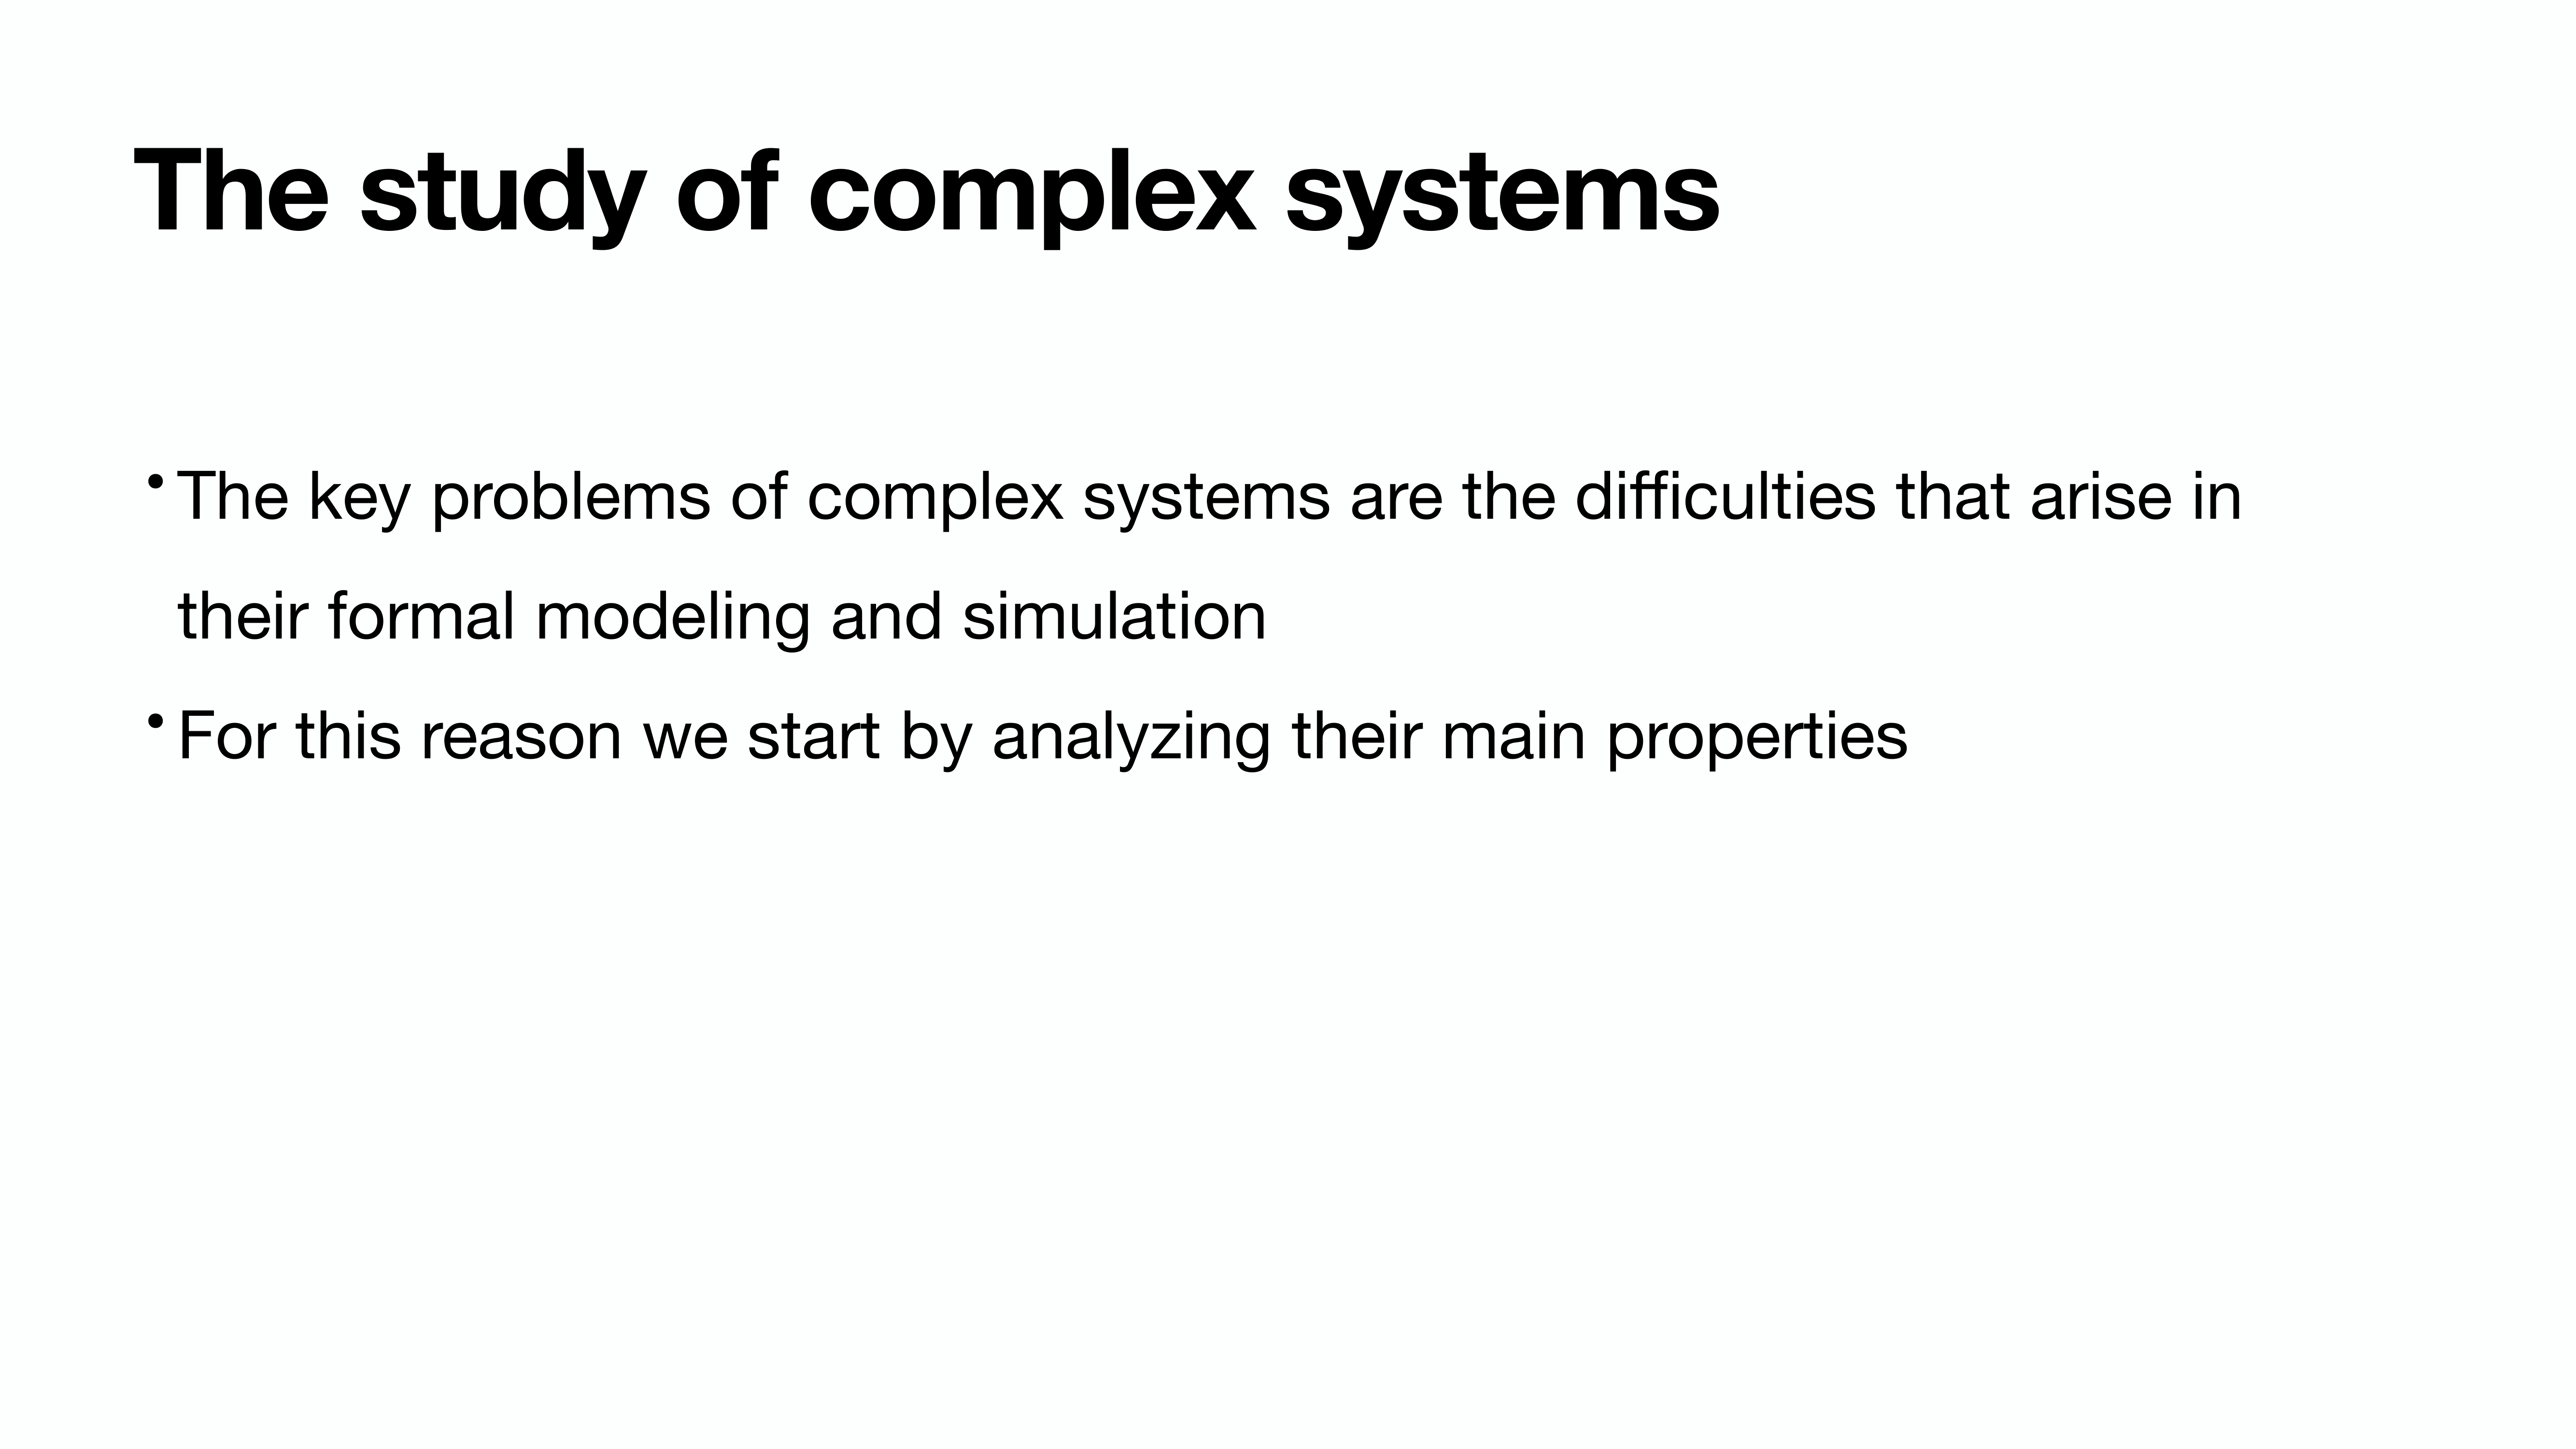 The study of complex systems
• The key problems of complex systems are the difficulties that arise in
their formal modeling and simulation
• For this reason we start by analyzing their main properties